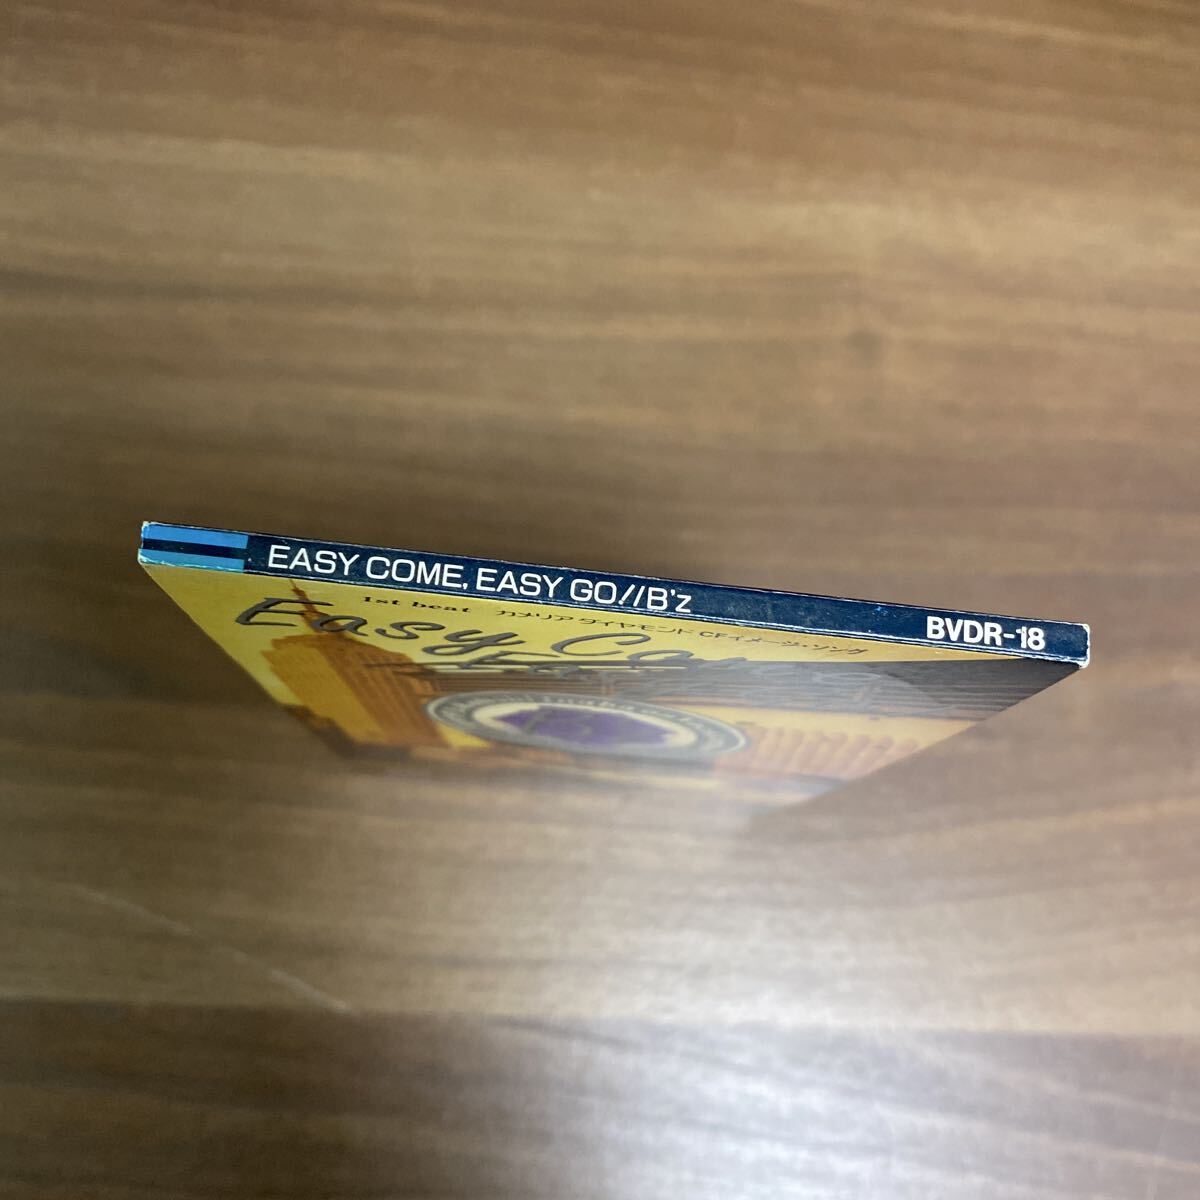 EASY COME, EASY GO!/B'z BVDR-18
1st beat カメリアダイヤモンド CFイメージ・ソング
Easy Come